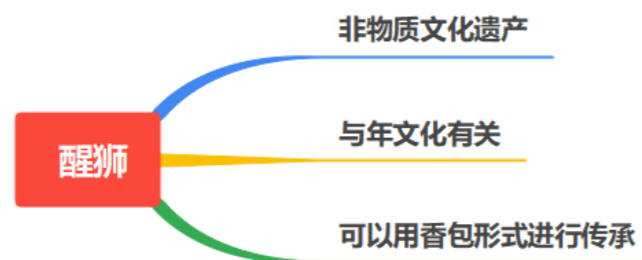 非物质文化遗产
与年文化有关
醒狮
可以用香包形式进行传承